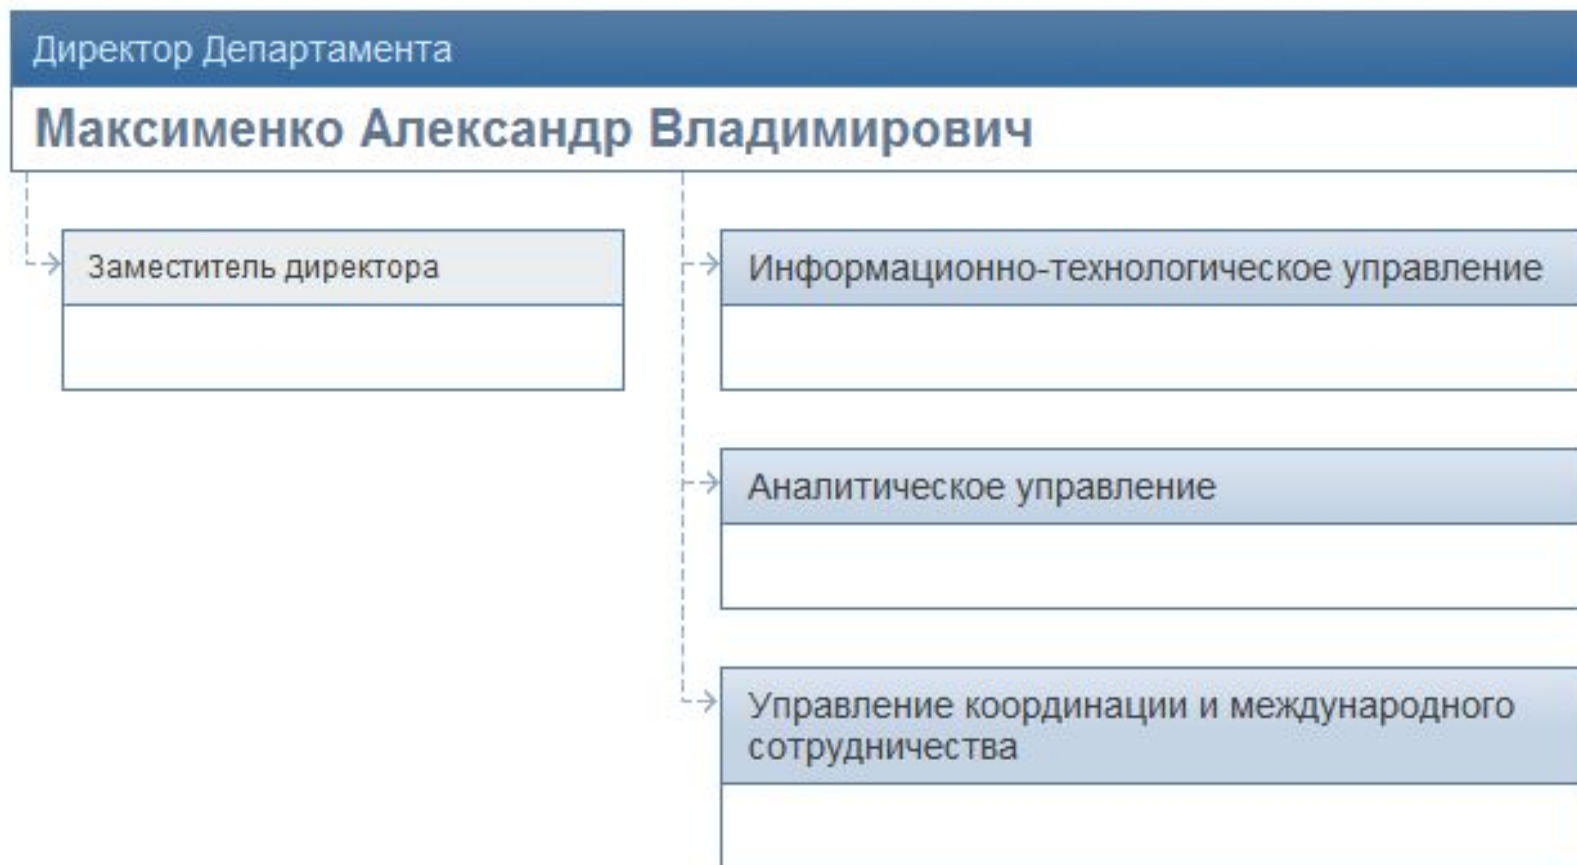 Директор Департамента
Максименко Александр Владимирович
Заместитель директора
Информационно-технологическое управление
Аналитическое управление
Управление координации и международного
сотрудничества